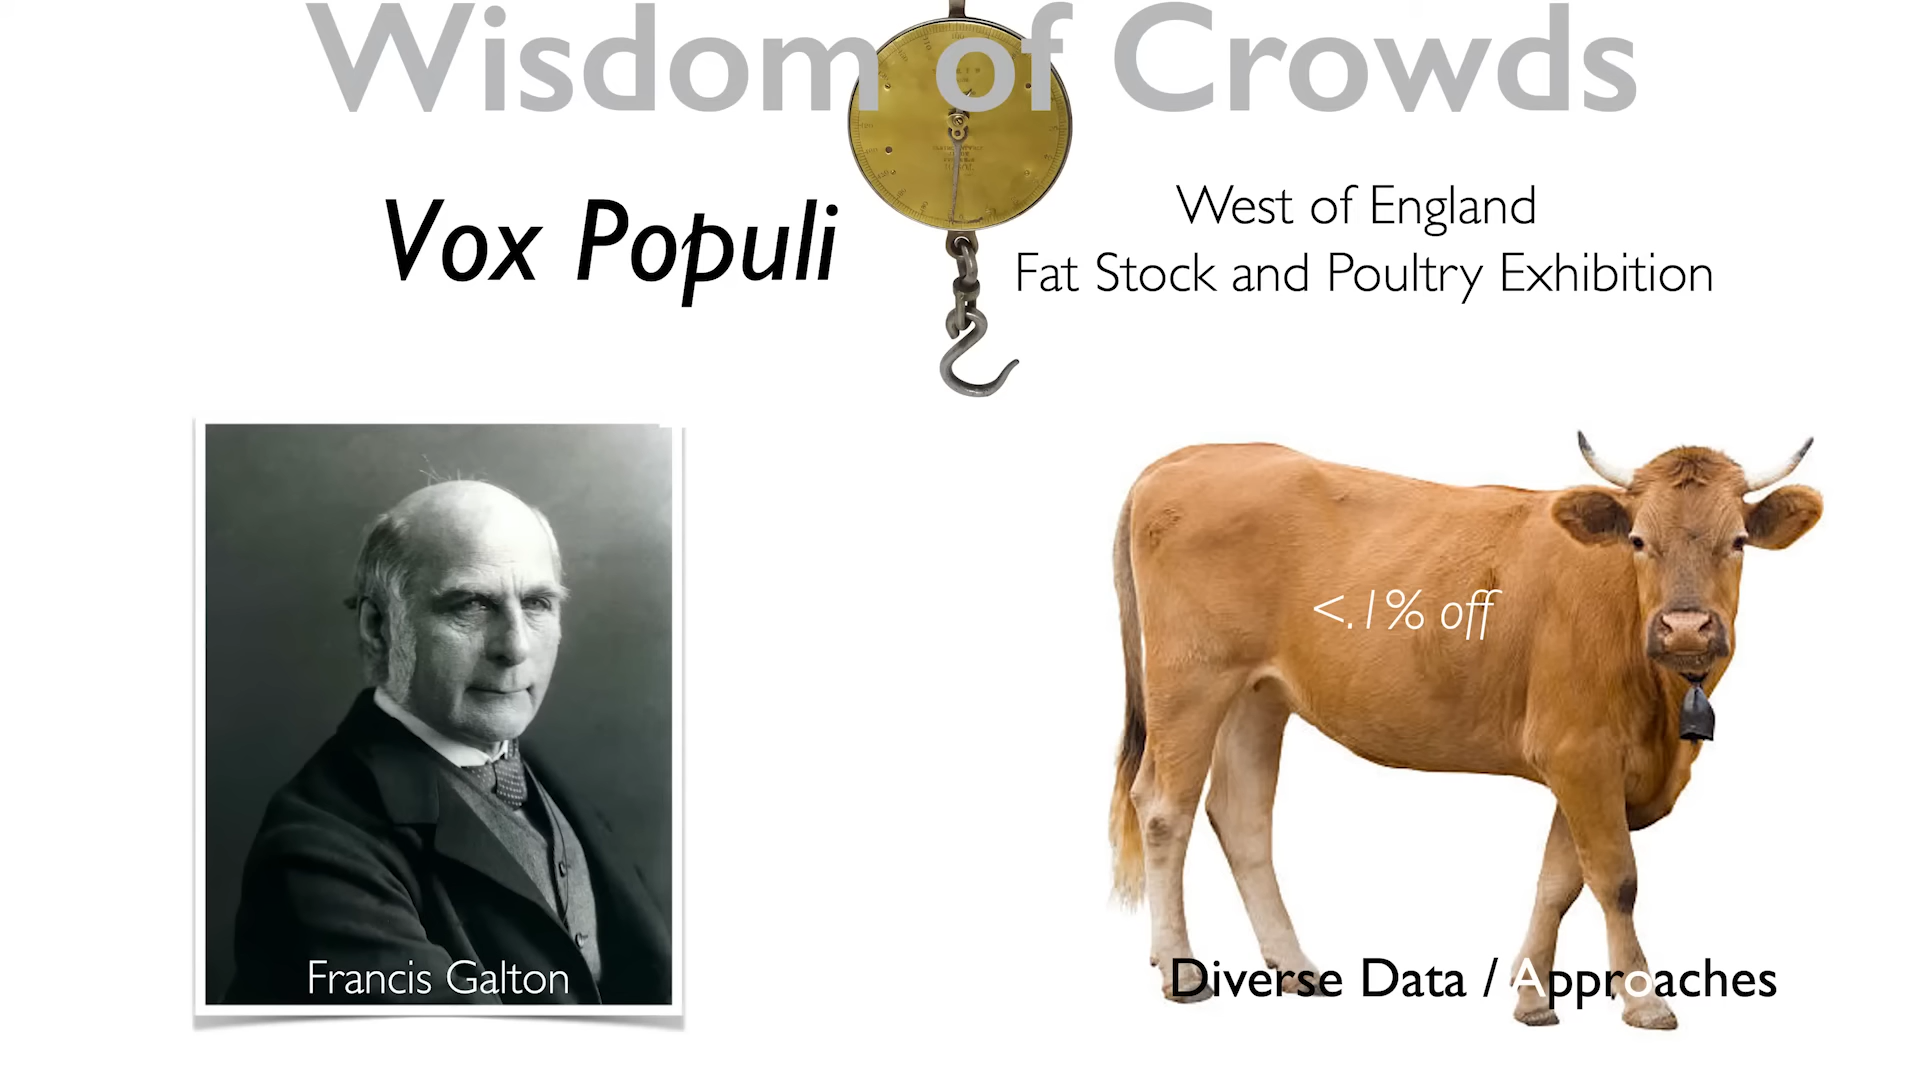 Wisdom of Crowds
Vox Populi
West of England
Fat Stock and Poultry Exhibition
<.1% off
Francis Galton
Diverse Data / Approaches